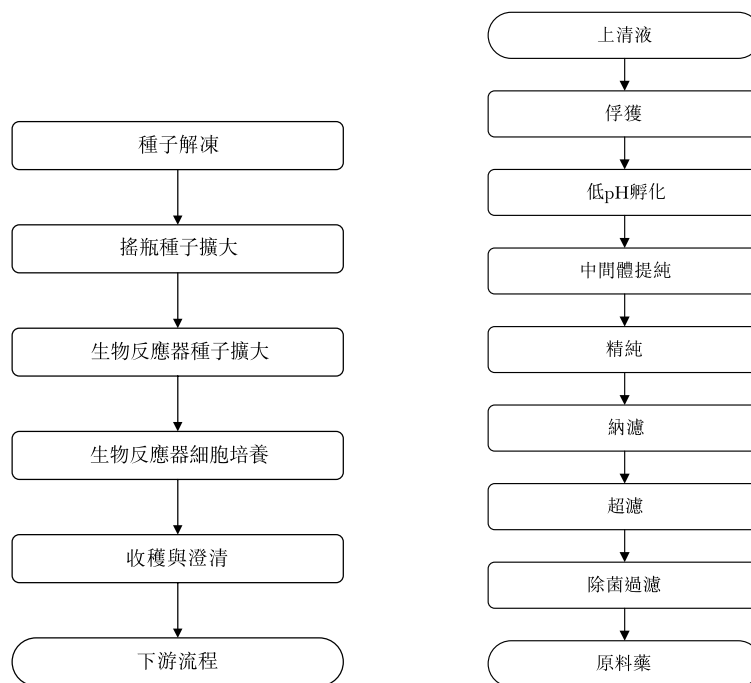 種子解凍
搖瓶種子擴大
生物反應器種子擴大
生物反應器細胞培養
收穫與澄清
下游流程
上清液
俘獲
低pH孵化
中間體提純
精純
納濾
超濾
除菌過濾
原料藥